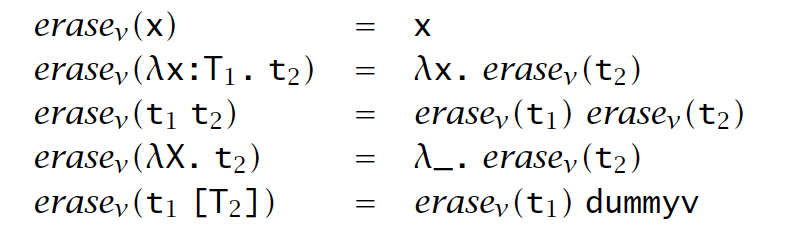 eraseᵥ(x) = x
eraseᵥ(λx:T₁. t₂) = λx. eraseᵥ(t₂)
eraseᵥ(t₁ t₂) = eraseᵥ(t₁) eraseᵥ(t₂)
eraseᵥ(λX. t₂) = λ_. eraseᵥ(t₂)
eraseᵥ(t₁ [T₂]) = eraseᵥ(t₁) dummyv